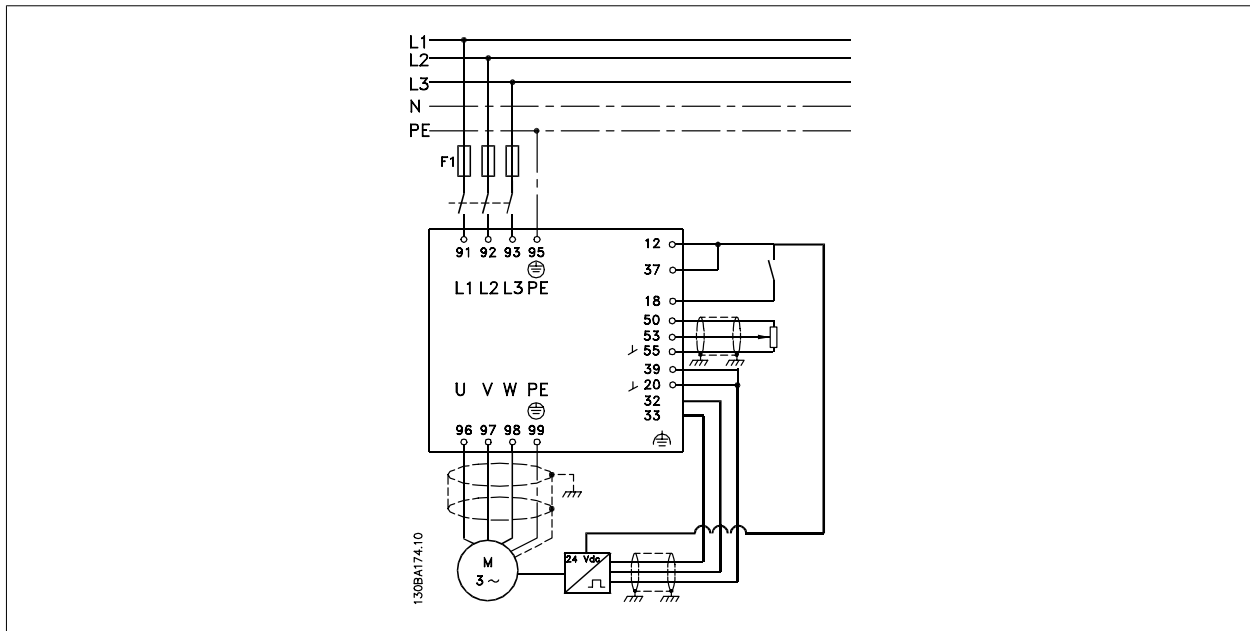 L1
L2
L3
N
PE
F1
91 92 93 95
L1 L2 L3 PE
12
37
18
50
53
55
39
20
32
33
U V W PE
96 97 98 99
M
3 ~
24 Vdc
130BA174.10